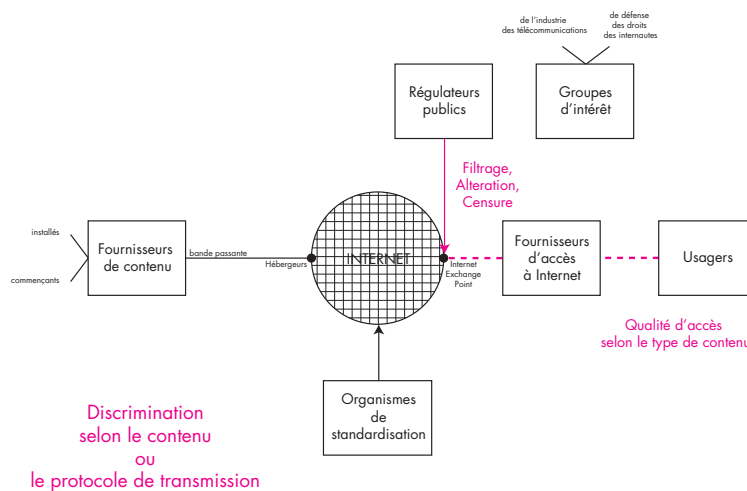 de l'industrie
des télécommunications
de défense
des droits
des internautes
Régulateurs
publics
Groupes
d'intérêt
Filtrage,
Alteration,
Censure
installés
commençants
Fournisseurs
de contenu
bande passante
Hébergeurs
INTERNET
Internet
Exchange
Point
Fournisseurs
d'accès
à Internet
Usagers
Qualité d'accès
selon le type de contenu
Organismes
de
standardisation
Discrimination
selon le contenu
ou
le protocole de transmission